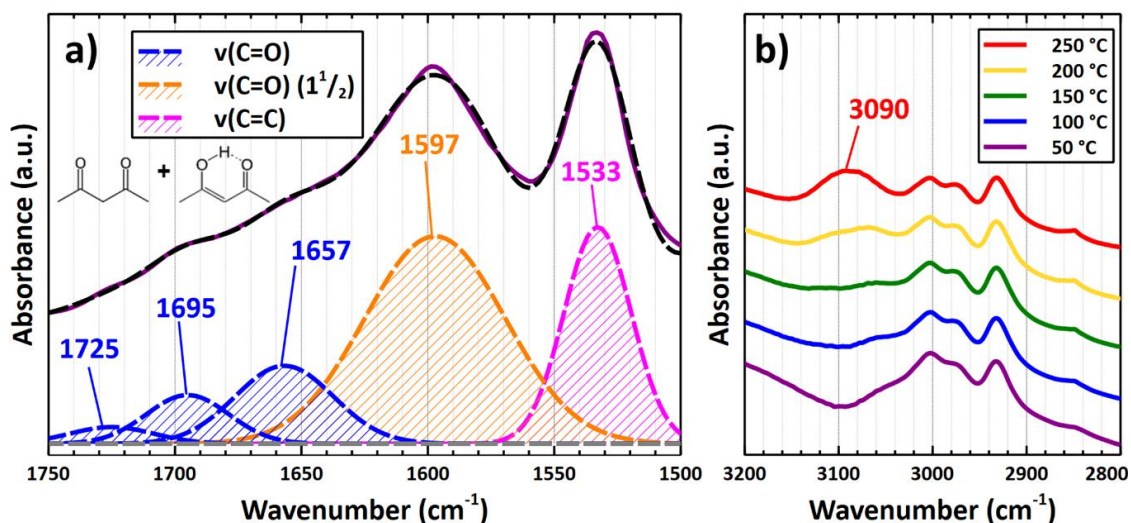 a)
ν(C=O)
ν(C=O) (1¹/₂)
ν(C=C)
O O + O H O
1725
1695
1657
1597
1533
Absorbance (a.u.)
1750 1700 1650 1600 1550 1500
Wavenumber (cm⁻¹)
b)
250 °C
200 °C
150 °C
100 °C
50 °C
3090
Absorbance (a.u.)
3200 3100 3000 2900 2800
Wavenumber (cm⁻¹)